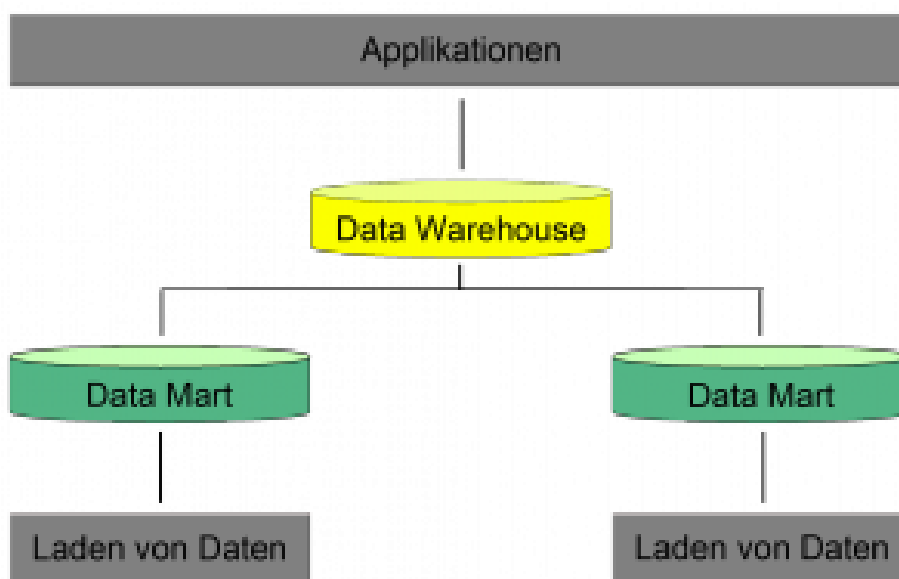 Applikationen
Data Warehouse
Data Mart
Data Mart
Laden von Daten
Laden von Daten